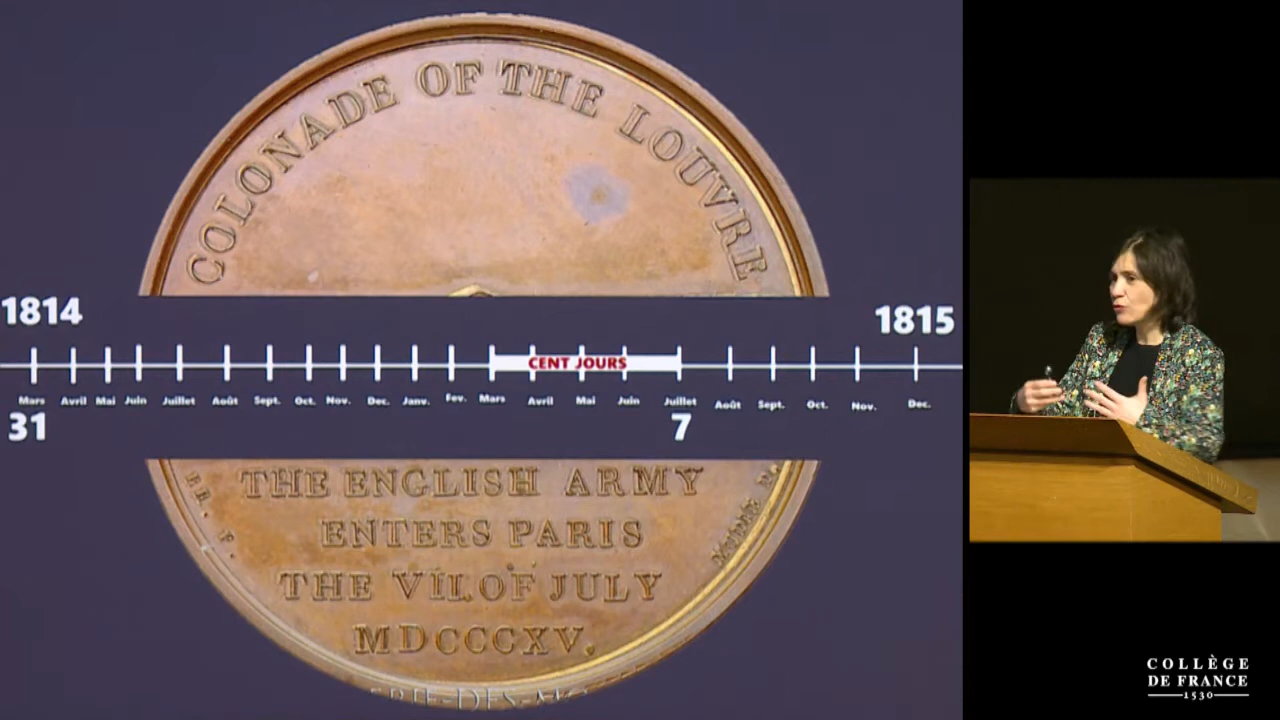 COLONADE OF THE LOUVRE
1814
1815
CENT JOURS
Mars Avril Mai Juin Juillet Août Sept. Oct. Nov. Dec. Janv. Fev. Mars Avril Mai Juin Juillet Août Sept. Oct. Nov. Dec.
31
7
THE ENGLISH ARMY
ENTERS PARIS
THE VII. OF JULY
MDCCCXV.
COLLÈGE
DE FRANCE
1530